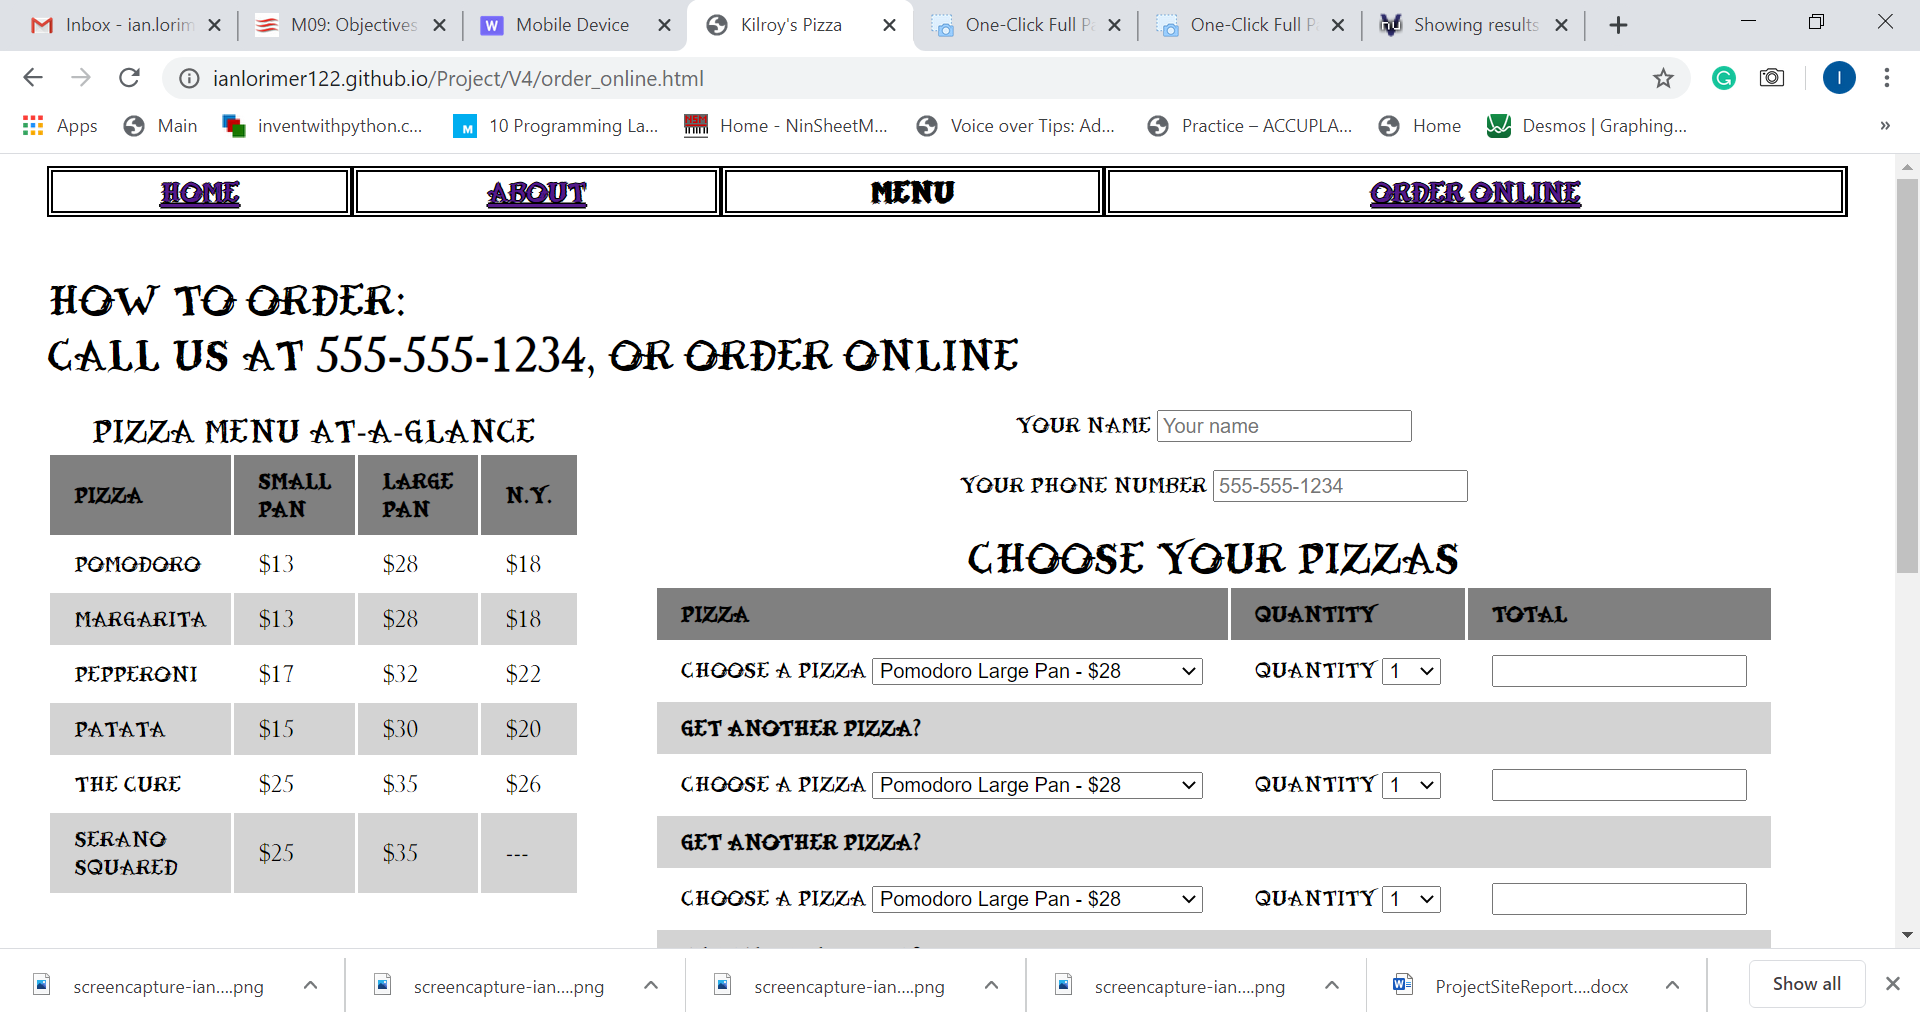 Inbox - ian.lorim
M09: Objectives
Mobile Device
Kilroy's Pizza
One-Click Full Pa
One-Click Full Pa
Showing results
ianlorimer122.github.io/Project/V4/order_online.html
Apps
Main
inventwithpython.c...
10 Programming La...
Home - NinSheetM...
Voice over Tips: Ad...
Practice – ACCUPLA...
Home
Desmos | Graphing...
»
HOME ABOUT MENU ORDER ONLINE
HOW TO ORDER:
CALL US AT 555-555-1234, OR ORDER ONLINE
PIZZA MENU AT-A-GLANCE
PIZZA SMALL PAN LARGE PAN N.Y.
POMODORO $13 $28 $18
MARGARITA $13 $28 $18
PEPPERONI $17 $32 $22
PATATA $15 $30 $20
THE CURE $25 $35 $26
SERANO SQUARED $25 $35 ---
YOUR NAME Your name
YOUR PHONE NUMBER 555-555-1234
CHOOSE YOUR PIZZAS
PIZZA QUANTITY TOTAL
CHOOSE A PIZZA Pomodoro Large Pan - $28 QUANTITY 1
GET ANOTHER PIZZA?
CHOOSE A PIZZA Pomodoro Large Pan - $28 QUANTITY 1
GET ANOTHER PIZZA?
CHOOSE A PIZZA Pomodoro Large Pan - $28 QUANTITY 1
screencapture-ian....png
screencapture-ian....png
screencapture-ian....png
screencapture-ian....png
ProjectSiteReport....docx
Show all